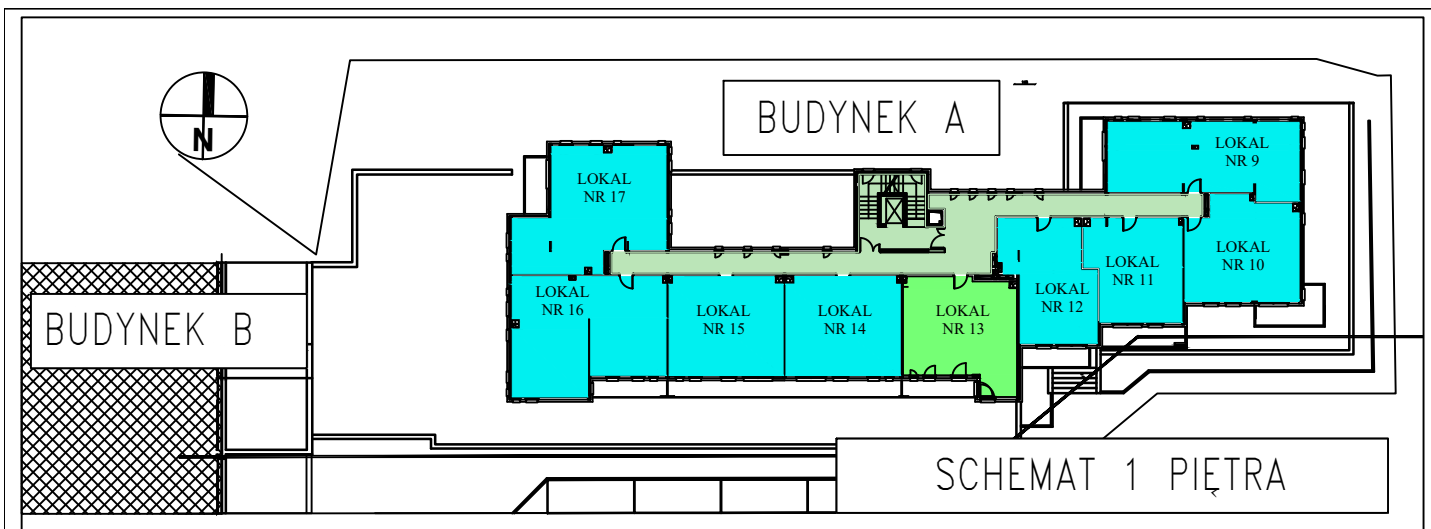 BUDYNEK A
N
LOKAL
NR 9
LOKAL
NR 17
LOKAL
NR 10
LOKAL
NR 11
LOKAL
NR 12
LOKAL
NR 16
LOKAL
NR 15
LOKAL
NR 14
LOKAL
NR 13
BUDYNEK B
SCHEMAT 1 PIĘTRA